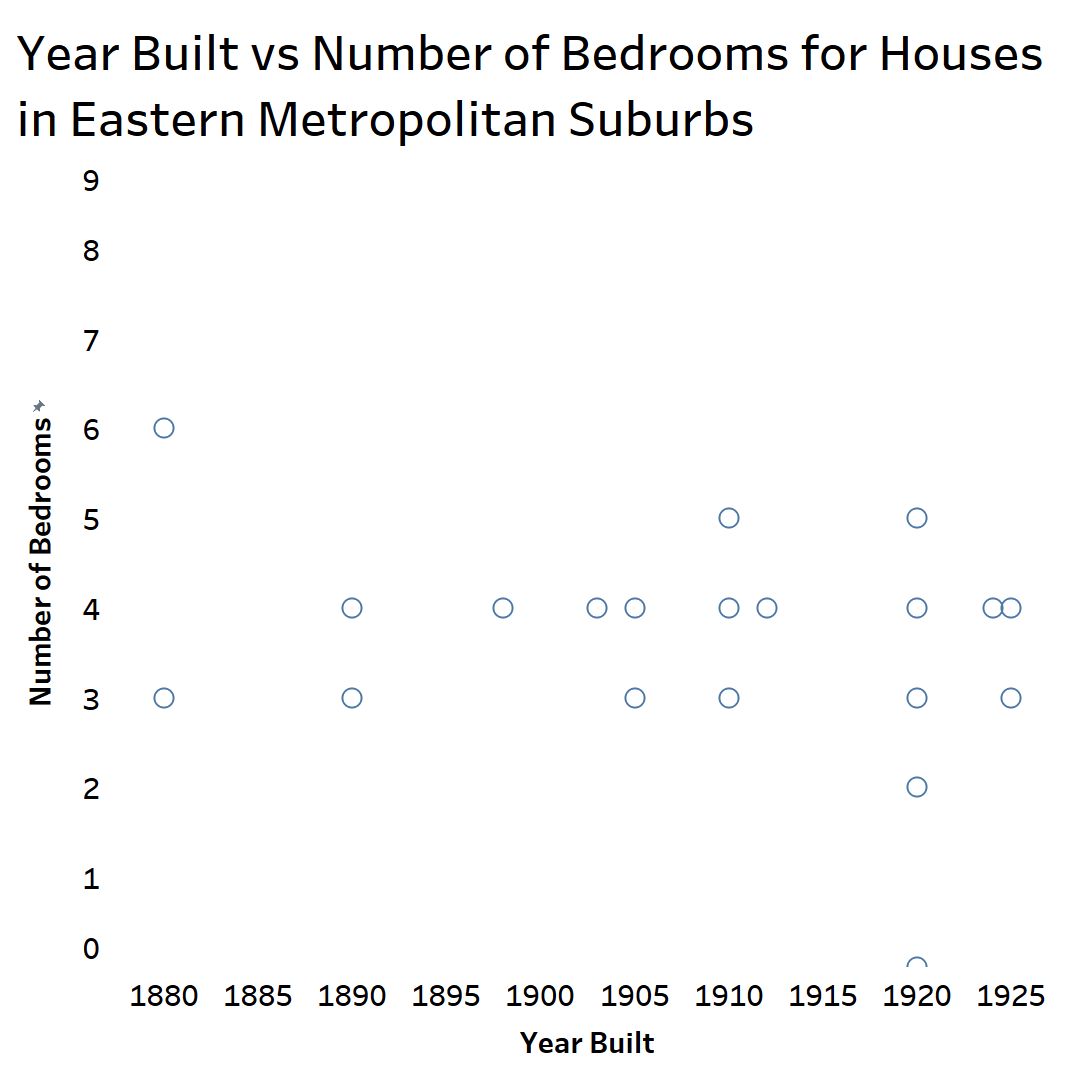 Year Built vs Number of Bedrooms for Houses
in Eastern Metropolitan Suburbs
9
8
7
6
5
4
3
2
1
0
Number of Bedrooms
1880 1885 1890 1895 1900 1905 1910 1915 1920 1925
Year Built